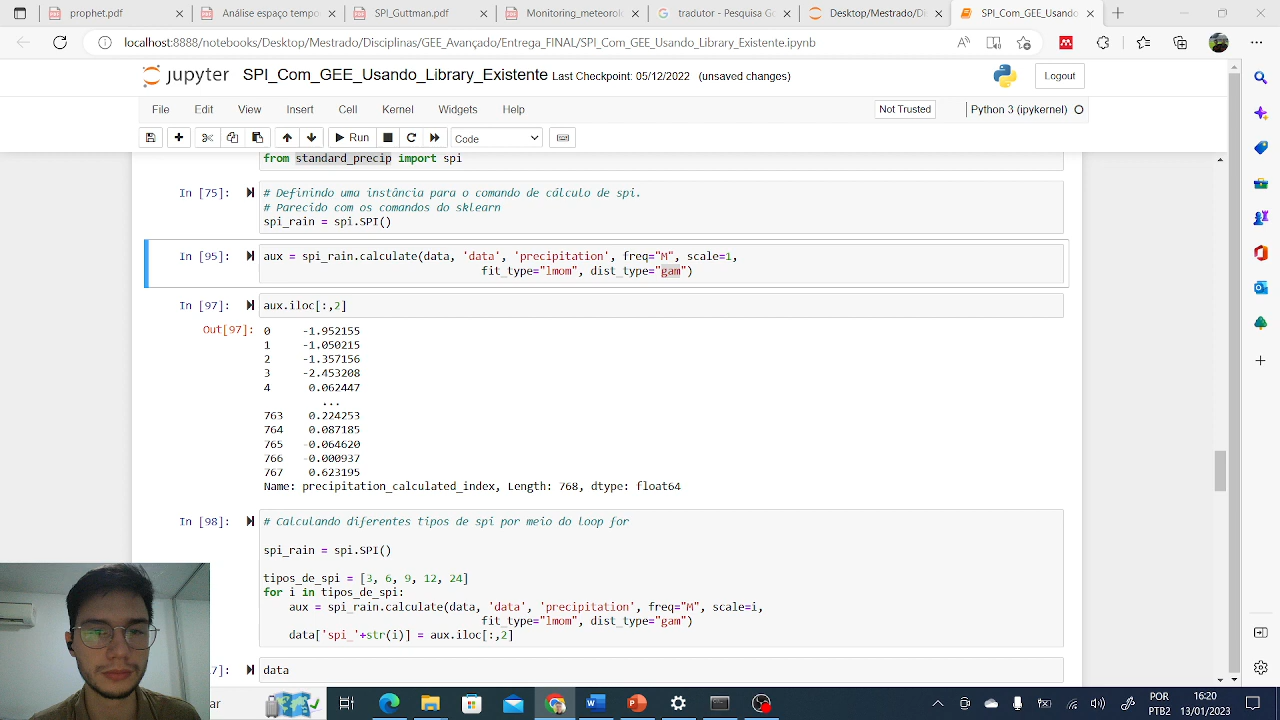 prophet.pdf
Análise espaço tempo
SPI_Guttman.pdf
Monitoring_meteorol
tradutor - Pesquisa Go
Desktop/Mestrado/Di
SPI_Com_GEE_Usando
localhost:8888/notebooks/Desktop/Mestrado/Disciplinas/GEE_Avançado/Entrega_FINAL/SPI_Com_GEE_Usando_Library_Existente.ipynb
jupyter SPI_Com_GEE_Usando_Library_Existente Last Checkpoint: 05/12/2022 (unsaved changes)
Logout
File Edit View Insert Cell Kernel Widgets Help
Not Trusted
Python 3 (ipykernel)
Run
Code
from standard_precip import spi
In [75]:
# Definindo uma instância para o comando de cálculo de spi.
# Parecido com os comandos do sklearn
spi_rain = spi.SPI()
In [95]:
aux = spi_rain.calculate(data, 'data', 'precipitation', freq="M", scale=1,
fit_type="lmom", dist_type="gam")
In [97]:
aux.iloc[:,2]
Out[97]:
0 -1.952155
1 -1.050215
2 -1.357156
3 -2.453208
4 0.062447
...
763 0.224253
764 0.087185
765 -0.064620
766 -0.000937
767 0.623195
Name: precipitation_calculated_index, Length: 768, dtype: float64
In [98]:
# Calculando diferentes tipos de spi por meio do loop for
spi_rain = spi.SPI()
tipos_de_spi = [3, 6, 9, 12, 24]
for i in tipos_de_spi:
aux = spi_rain.calculate(data, 'data', 'precipitation', freq="M", scale=i,
fit_type="lmom", dist_type="gam")
data['spi_'+str(i)] = aux.iloc[:,2]
7]:
data
ar
POR
PTB2
16:20
13/01/2023